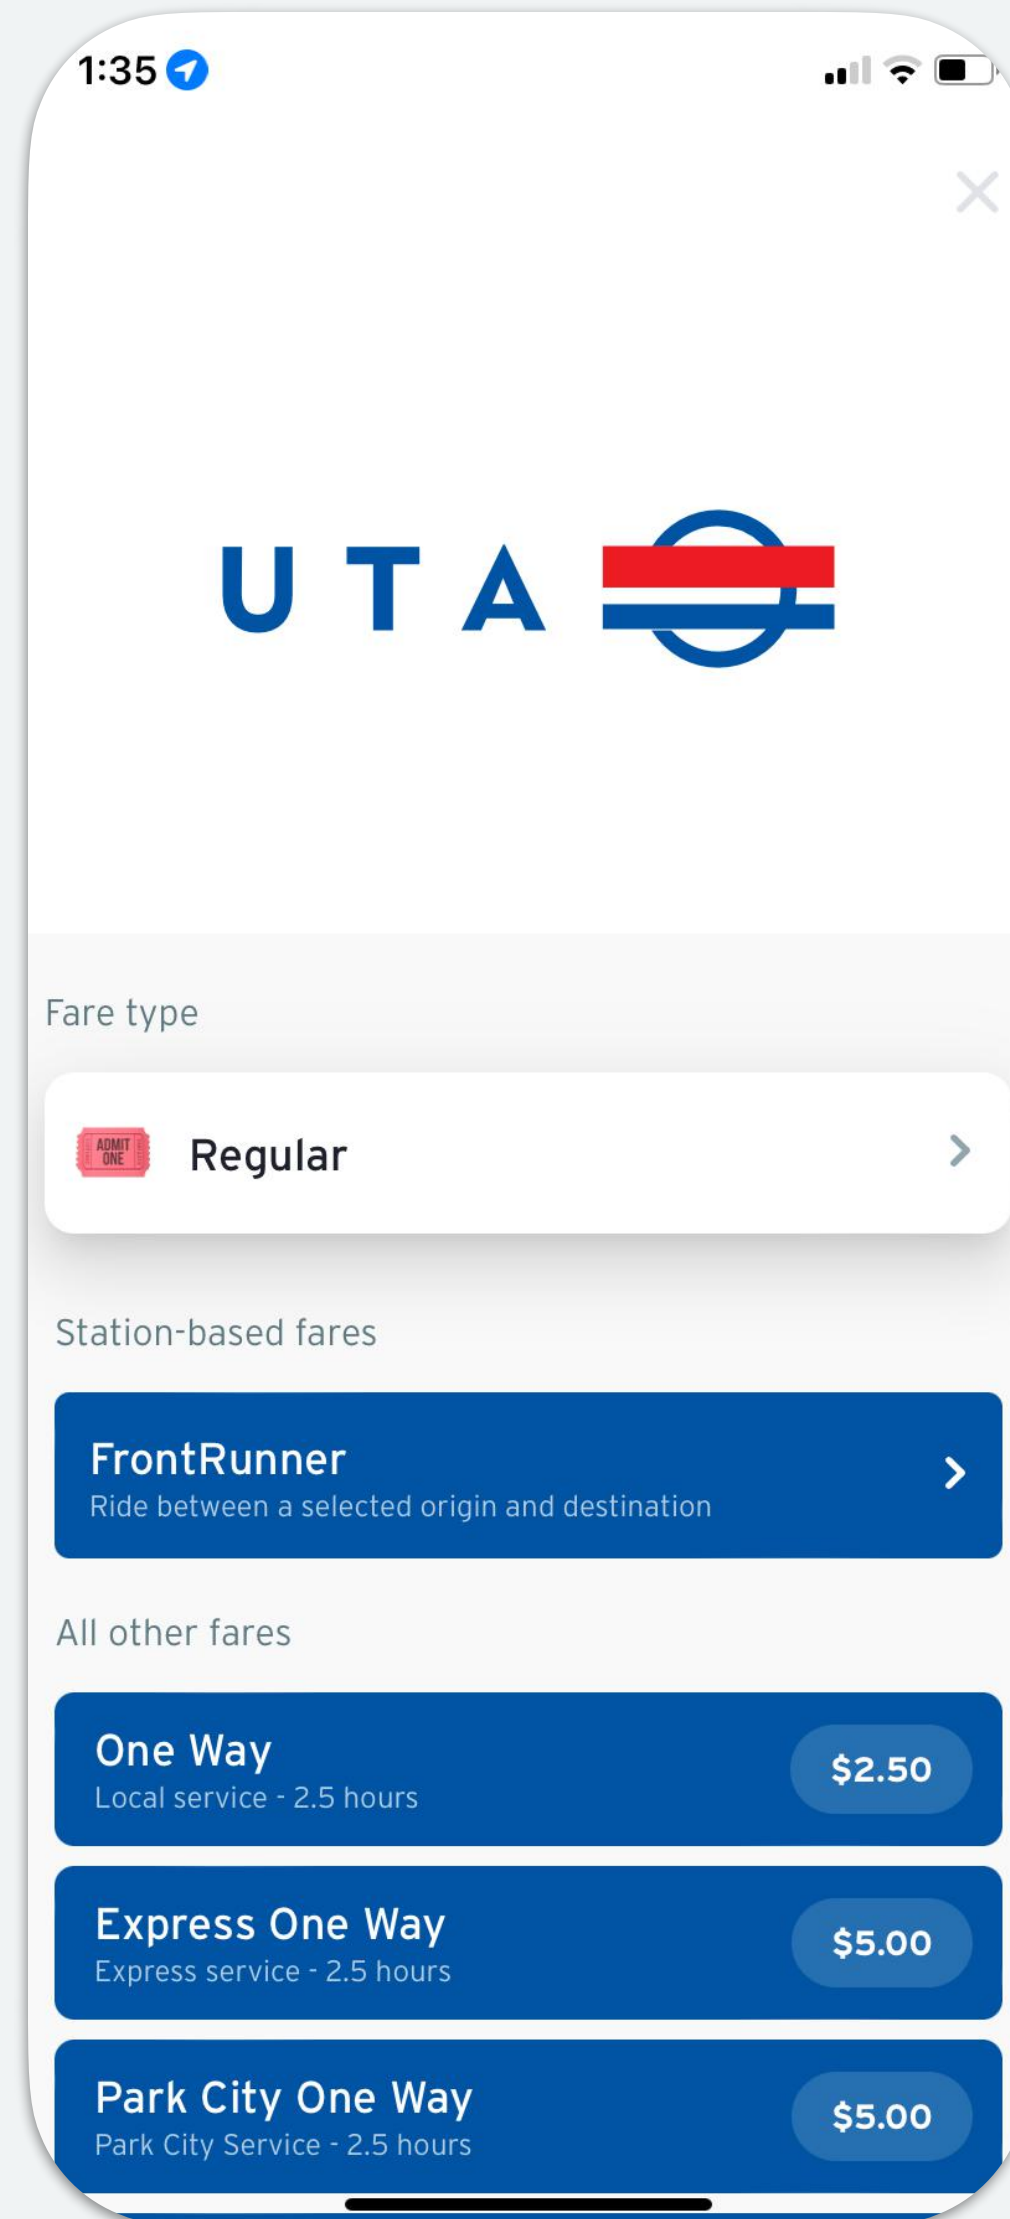 1:35
UTA
Fare type
ADMIT
ONE
Regular
Station-based fares
FrontRunner
Ride between a selected origin and destination
All other fares
One Way
$2.50
Local service - 2.5 hours
Express One Way
$5.00
Express service - 2.5 hours
Park City One Way
$5.00
Park City Service - 2.5 hours